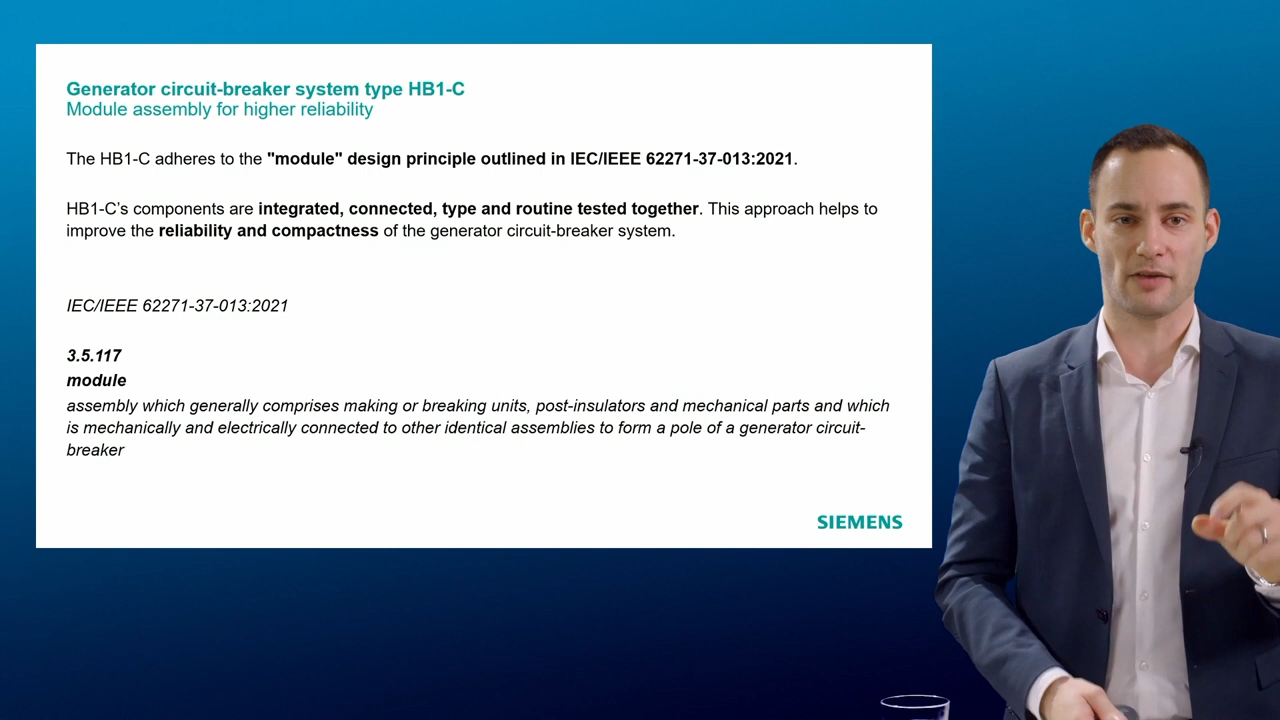 Generator circuit-breaker system type HB1-C
Module assembly for higher reliability
The HB1-C adheres to the "module" design principle outlined in IEC/IEEE 62271-37-013:2021.
HB1-C’s components are integrated, connected, type and routine tested together. This approach helps to
improve the reliability and compactness of the generator circuit-breaker system.
IEC/IEEE 62271-37-013:2021
3.5.117
module
assembly which generally comprises making or breaking units, post-insulators and mechanical parts and which
is mechanically and electrically connected to other identical assemblies to form a pole of a generator circuit-
breaker
SIEMENS